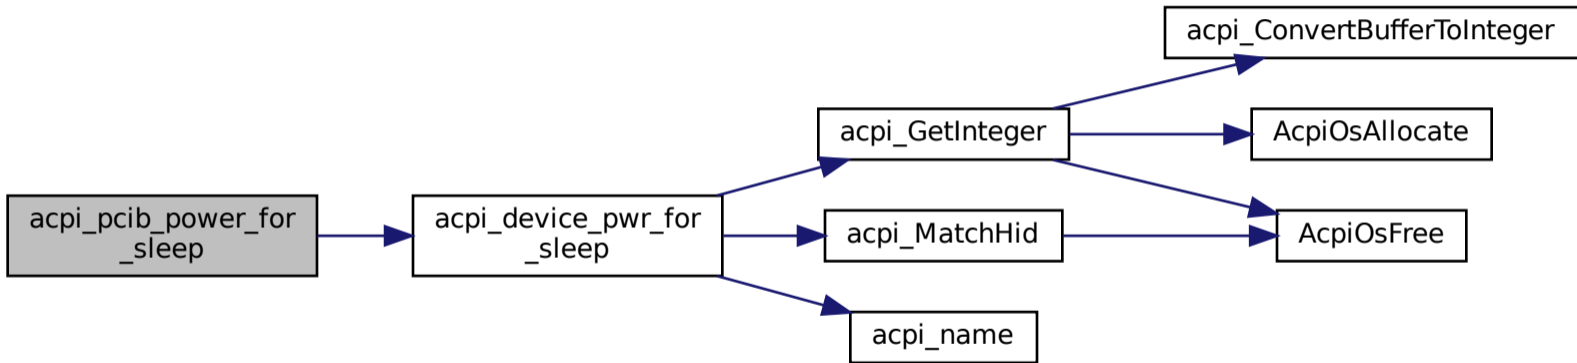 acpi_pcib_power_for
_sleep
acpi_device_pwr_for
_sleep
acpi_GetInteger
acpi_MatchHid
acpi_name
acpi_ConvertBufferToInteger
AcpiOsAllocate
AcpiOsFree